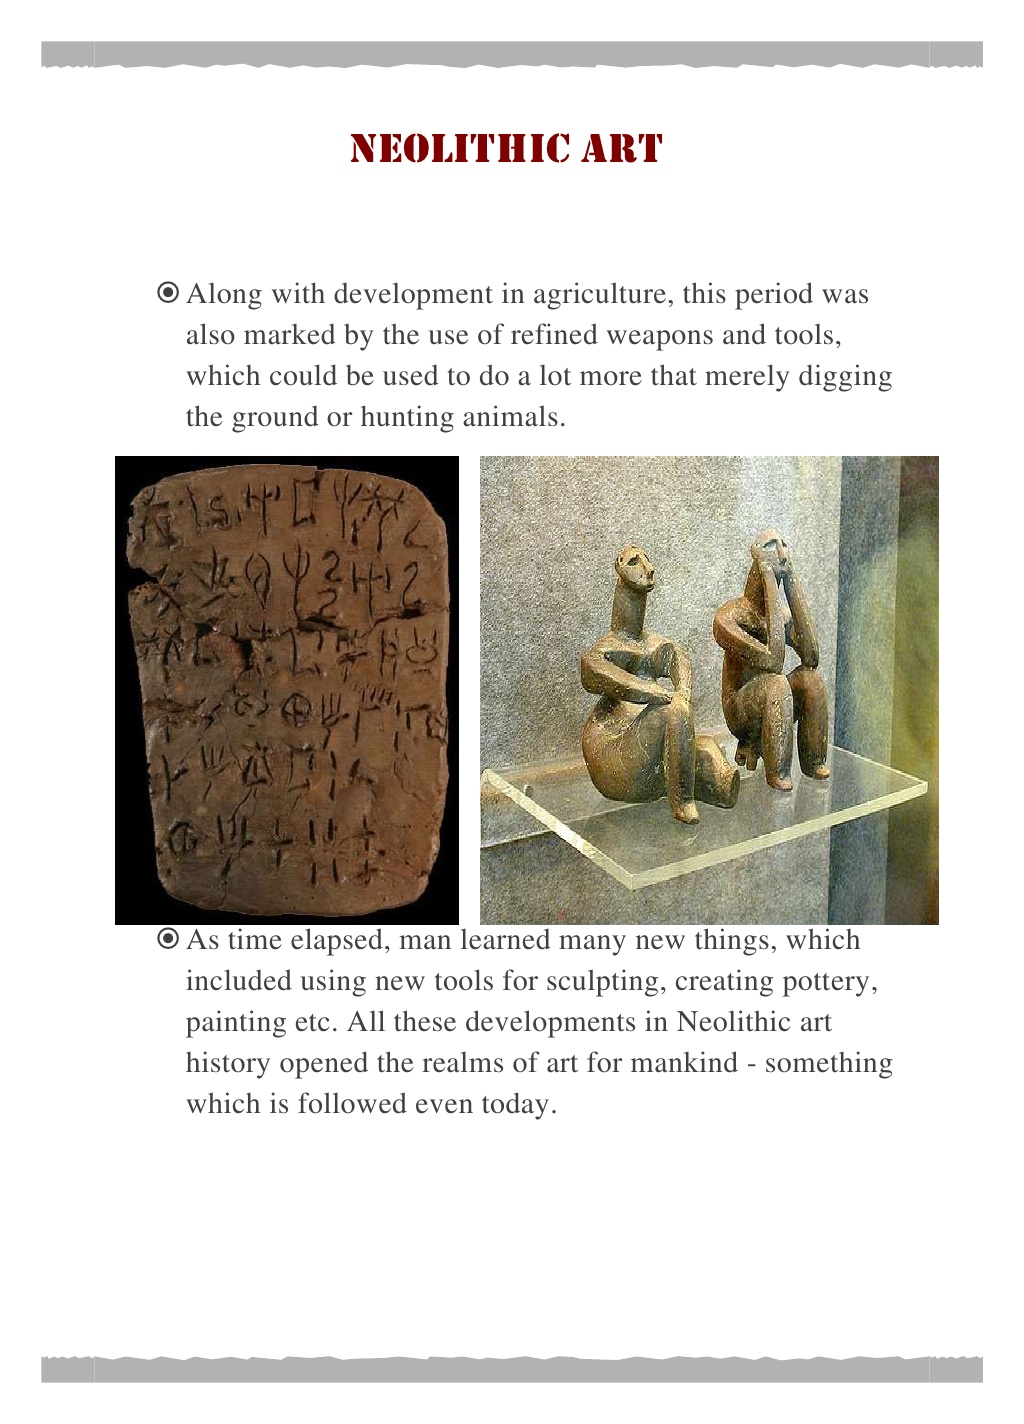 NEOLITHIC ART
Along with development in agriculture, this period was
also marked by the use of refined weapons and tools,
which could be used to do a lot more that merely digging
the ground or hunting animals.
As time elapsed, man learned many new things, which
included using new tools for sculpting, creating pottery,
painting etc. All these developments in Neolithic art
history opened the realms of art for mankind - something
which is followed even today.